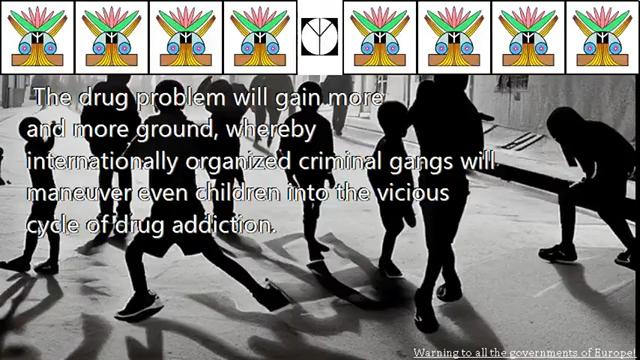 The drug problem will gain more
and more ground, whereby
internationally organized criminal gangs will
maneuver even children into the vicious
cycle of drug addiction.
Warning to all the governments of Europe!